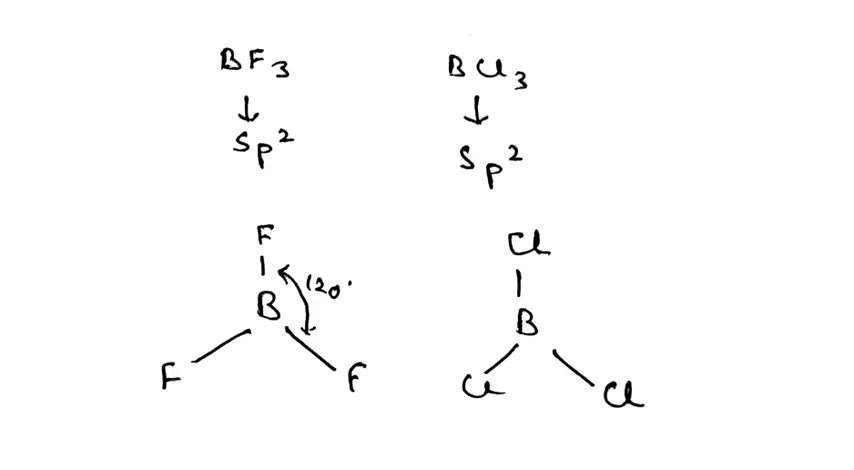 BF₃ BCl₃
↓ ↓
Sp² Sp²
F Cl
120°
B B
F F Cl Cl